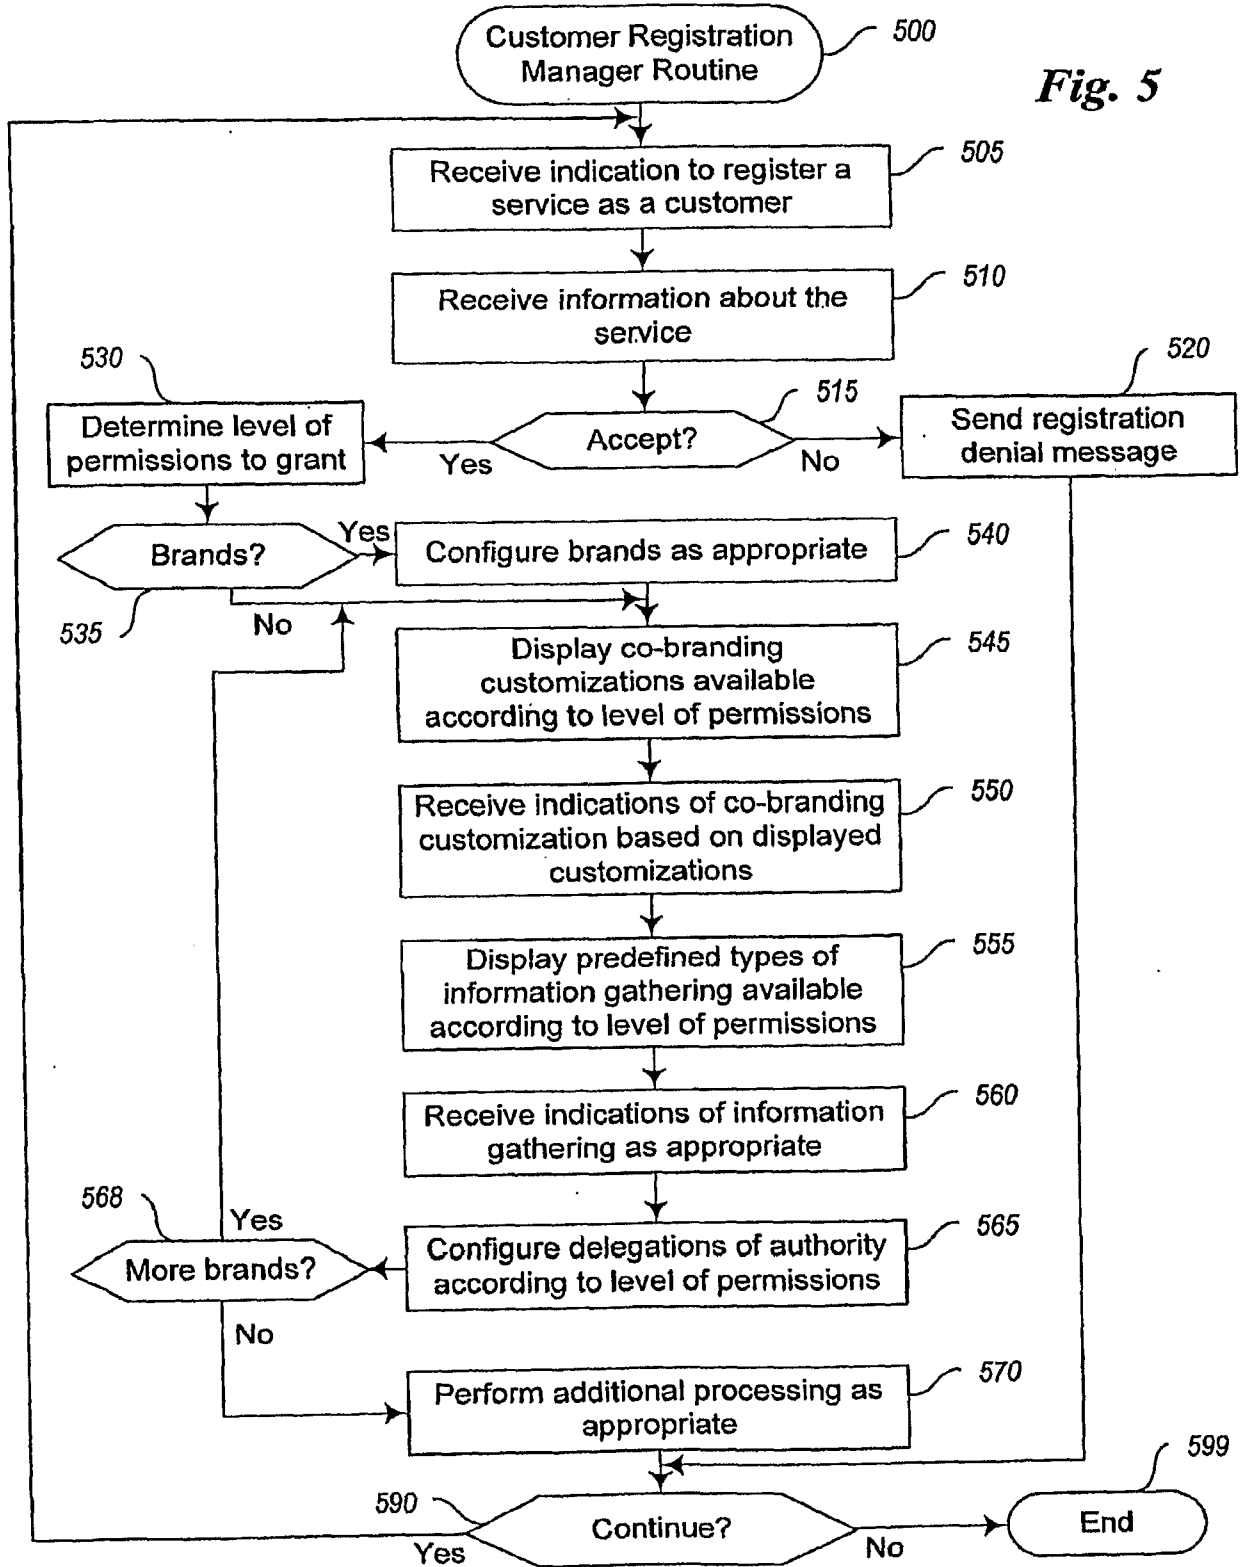 Customer Registration
Manager Routine
500
Fig. 5
Receive indication to register a
service as a customer
505
Receive information about the
service
510
Accept?
515
Yes
No
Send registration
denial message
520
Determine level of
permissions to grant
530
Brands?
535
Yes
No
Configure brands as appropriate
540
Display co-branding
customizations available
according to level of permissions
545
Receive indications of co-branding
customization based on displayed
customizations
550
Display predefined types of
information gathering available
according to level of permissions
555
Receive indications of information
gathering as appropriate
560
Configure delegations of authority
according to level of permissions
565
More brands?
568
Yes
No
Perform additional processing as
appropriate
570
Continue?
590
Yes
No
End
599